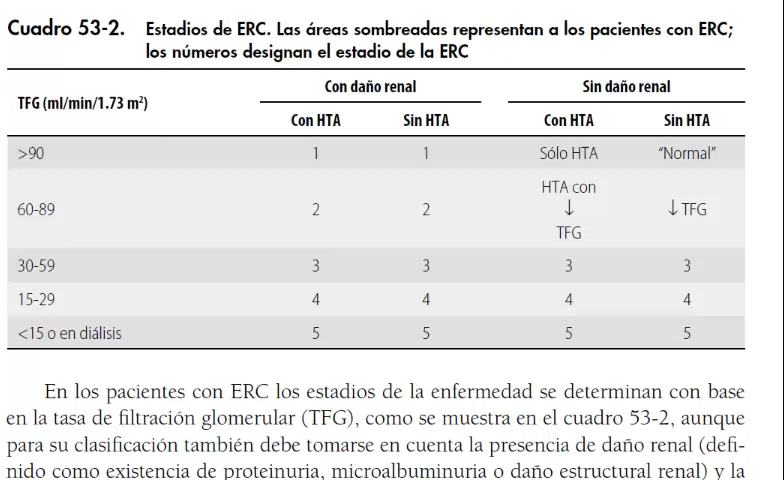 Cuadro 53-2. Estadios de ERC. Las áreas sombreadas representan a los pacientes con ERC;
los números designan el estadio de la ERC
TFG (ml/min/1.73 m²) Con daño renal Sin daño renal
Con HTA Sin HTA Con HTA Sin HTA
>90 1 1 Sólo HTA “Normal”
60-89 2 2 HTA con ↓ TFG ↓ TFG
30-59 3 3 3 3
15-29 4 4 4 4
<15 o en diálisis 5 5 5 5
En los pacientes con ERC los estadios de la enfermedad se determinan con base
en la tasa de filtración glomerular (TFG), como se muestra en el cuadro 53-2, aunque
para su clasificación también debe tomarse en cuenta la presencia de daño renal (defi-
nido como existencia de proteinuria, microalbuminuria o daño estructural renal) y la